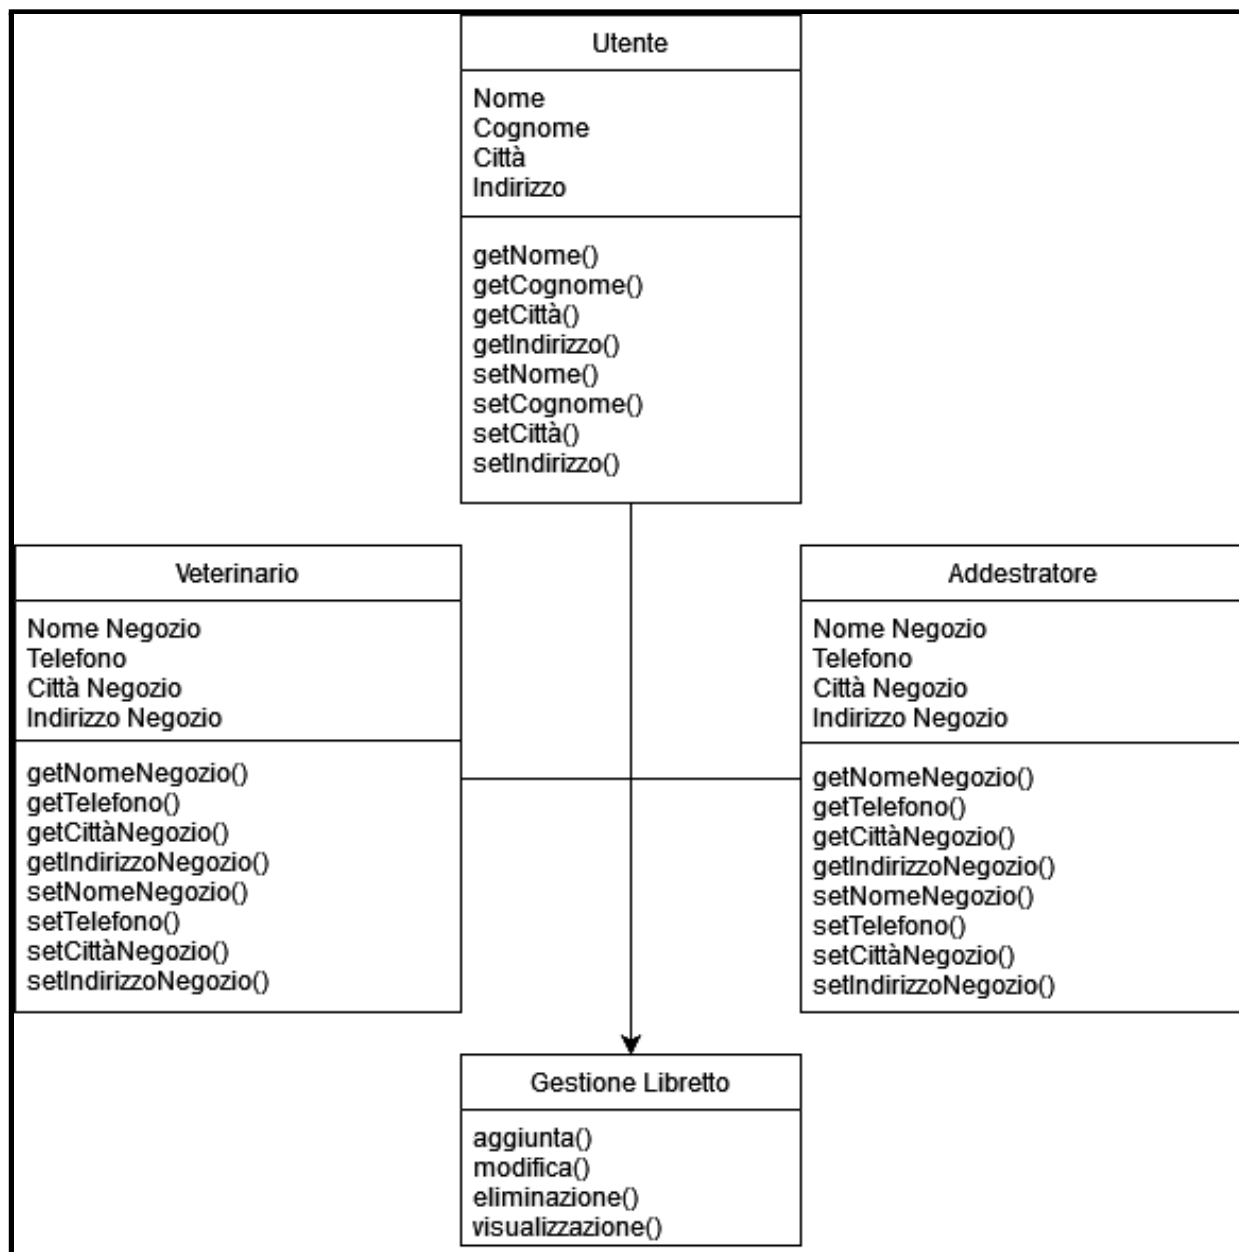 Utente
Nome
Cognome
Città
Indirizzo
getNome()
getCognome()
getCittà()
getIndirizzo()
setNome()
setCognome()
setCittà()
setIndirizzo()
Veterinario
Nome Negozio
Telefono
Città Negozio
Indirizzo Negozio
getNomeNegozio()
getTelefono()
getCittàNegozio()
getIndirizzoNegozio()
setNomeNegozio()
setTelefono()
setCittàNegozio()
setIndirizzoNegozio()
Addestratore
Nome Negozio
Telefono
Città Negozio
Indirizzo Negozio
getNomeNegozio()
getTelefono()
getCittàNegozio()
getIndirizzoNegozio()
setNomeNegozio()
setTelefono()
setCittàNegozio()
setIndirizzoNegozio()
Gestione Libretto
aggiunta()
modifica()
eliminazione()
visualizzazione()